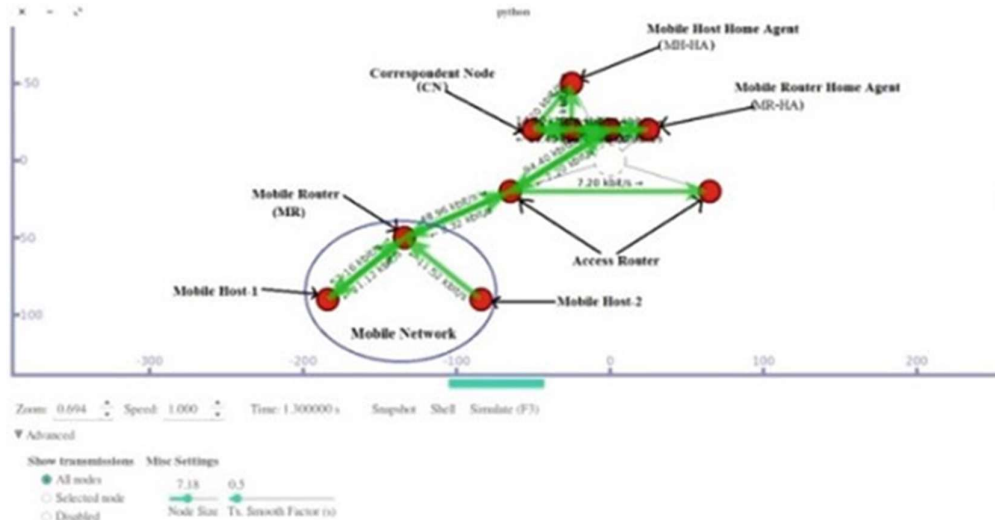 python
Mobile Host Home Agent
(MH-HA)
Correspondent Node
(CN)
Mobile Router Home Agent
(MR-HA)
-50
0
50
100
7.20 kbit/s →
Mobile Router
(MR)
Access Router
Mobile Host-1
Mobile Host-2
Mobile Network
-300
-200
-100
0
100
200
Zoom: 0.694
Speed: 1.000
Time: 1.300000 s
Snapshot
Shell
Simulate (F3)
Advanced
Show transmissions
Misc Settings
All nodes
Selected node
Disabled
7.18
0.5
Node Size
Tx. Smooth Factor (s)